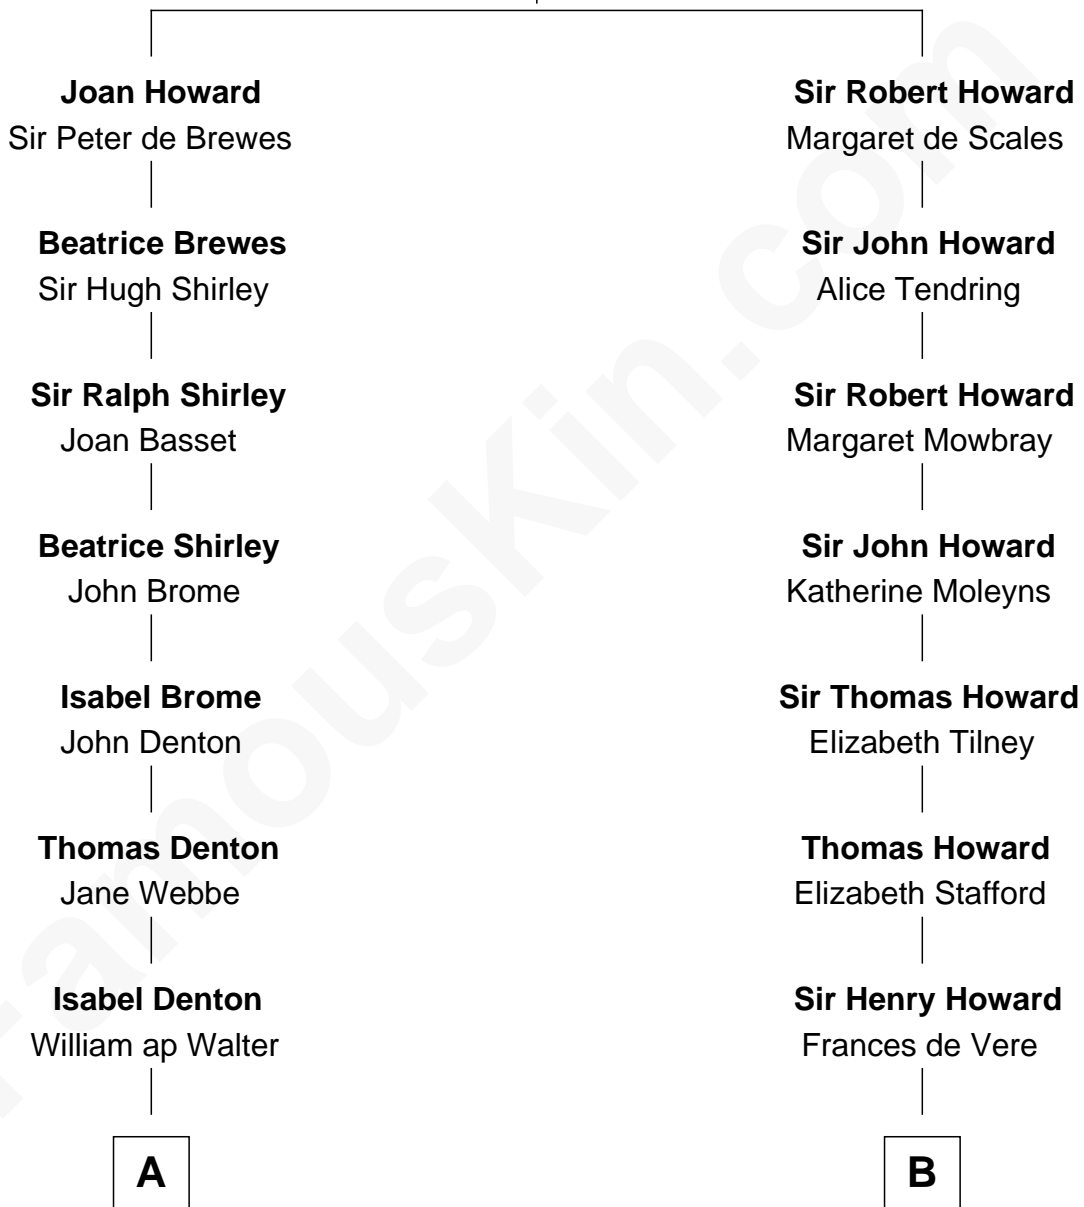 Joan Howard
Sir Peter de Brewes
Beatrice Brewes
Sir Hugh Shirley
Sir Ralph Shirley
Joan Basset
Beatrice Shirley
John Brome
Isabel Brome
John Denton
Thomas Denton
Jane Webbe
Isabel Denton
William ap Walter
A
Sir Robert Howard
Margaret de Scales
Sir John Howard
Alice Tendring
Sir Robert Howard
Margaret Mowbray
Sir John Howard
Katherine Moleyns
Sir Thomas Howard
Elizabeth Tilney
Thomas Howard
Elizabeth Stafford
Sir Henry Howard
Frances de Vere
B
FamousKin.com